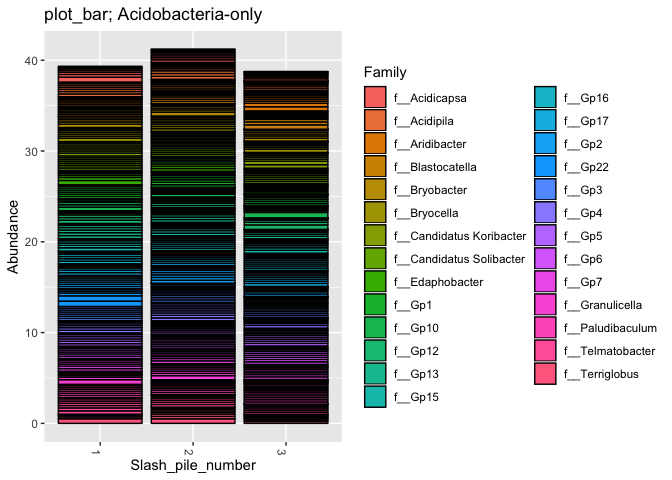 plot_bar; Acidobacteria-only
40
30
20
10
0
Abundance
1
2
3
Slash_pile_number
Family
f__Acidicapsa
f__Acidipila
f__Aridibacter
f__Blastocatella
f__Bryobacter
f__Bryocella
f__Candidatus Koribacter
f__Candidatus Solibacter
f__Edaphobacter
f__Gp1
f__Gp10
f__Gp12
f__Gp13
f__Gp15
f__Gp16
f__Gp17
f__Gp2
f__Gp22
f__Gp3
f__Gp4
f__Gp5
f__Gp6
f__Gp7
f__Granulicella
f__Paludibaculum
f__Telmatobacter
f__Terriglobus